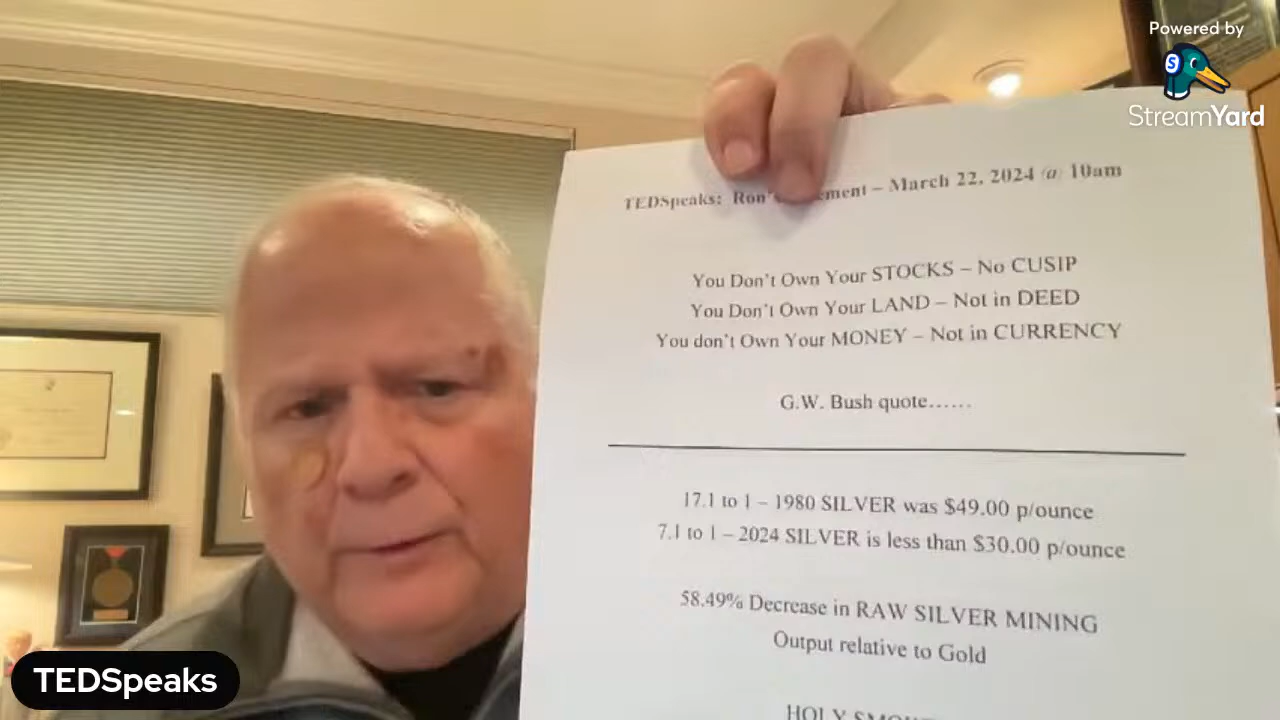 Powered by
StreamYard
TEDSpeaks: Ron's ement – March 22, 2024 @ 10am
You Don't Own Your STOCKS – No CUSIP
You Don't Own Your LAND – Not in DEED
You don't Own Your MONEY – Not in CURRENCY
G.W. Bush quote……
17.1 to 1 – 1980 SILVER was $49.00 p/ounce
7.1 to 1 – 2024 SILVER is less than $30.00 p/ounce
58.49% Decrease in RAW SILVER MINING
Output relative to Gold
HOLY
TEDSpeaks